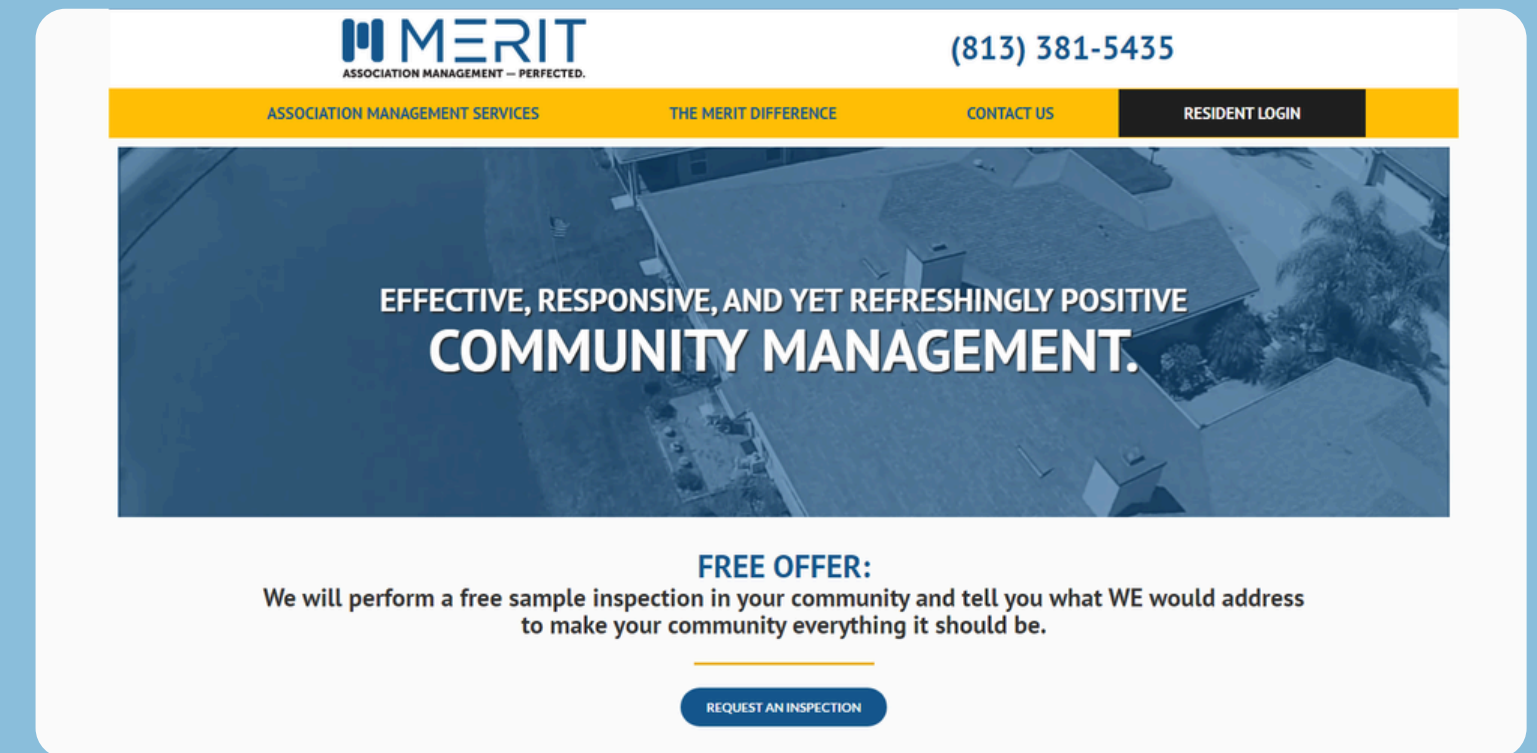 MERIT
ASSOCIATION MANAGEMENT — PERFECTED.
(813) 381-5435
ASSOCIATION MANAGEMENT SERVICES
THE MERIT DIFFERENCE
CONTACT US
RESIDENT LOGIN
EFFECTIVE, RESPONSIVE, AND YET REFRESHINGLY POSITIVE
COMMUNITY MANAGEMENT.
FREE OFFER:
We will perform a free sample inspection in your community and tell you what WE would address
to make your community everything it should be.
REQUEST AN INSPECTION